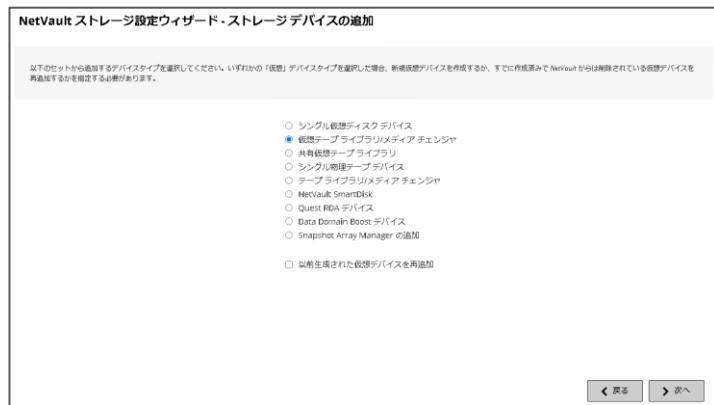 NetVault ストレージ設定ウィザード - ストレージ デバイスの追加
以下のセットから追加するデバイスタイプを選択してください。いずれかの「仮想」デバイスタイプを選択した場合、新規仮想デバイスを作成するか、すでに作成済みで NetVault からは削除されている仮想デバイスを
再追加するかを指定する必要があります。
シングル仮想ディスク デバイス
仮想テープ ライブラリ/メディア チェンジャ
共有仮想テープ ライブラリ
シングル物理テープ デバイス
テープ ライブラリ/メディア チェンジャ
NetVault SmartDisk
Quest RDA デバイス
Data Domain Boost デバイス
Snapshot Array Manager の追加
以前生成された仮想デバイスを再追加
戻る 次へ